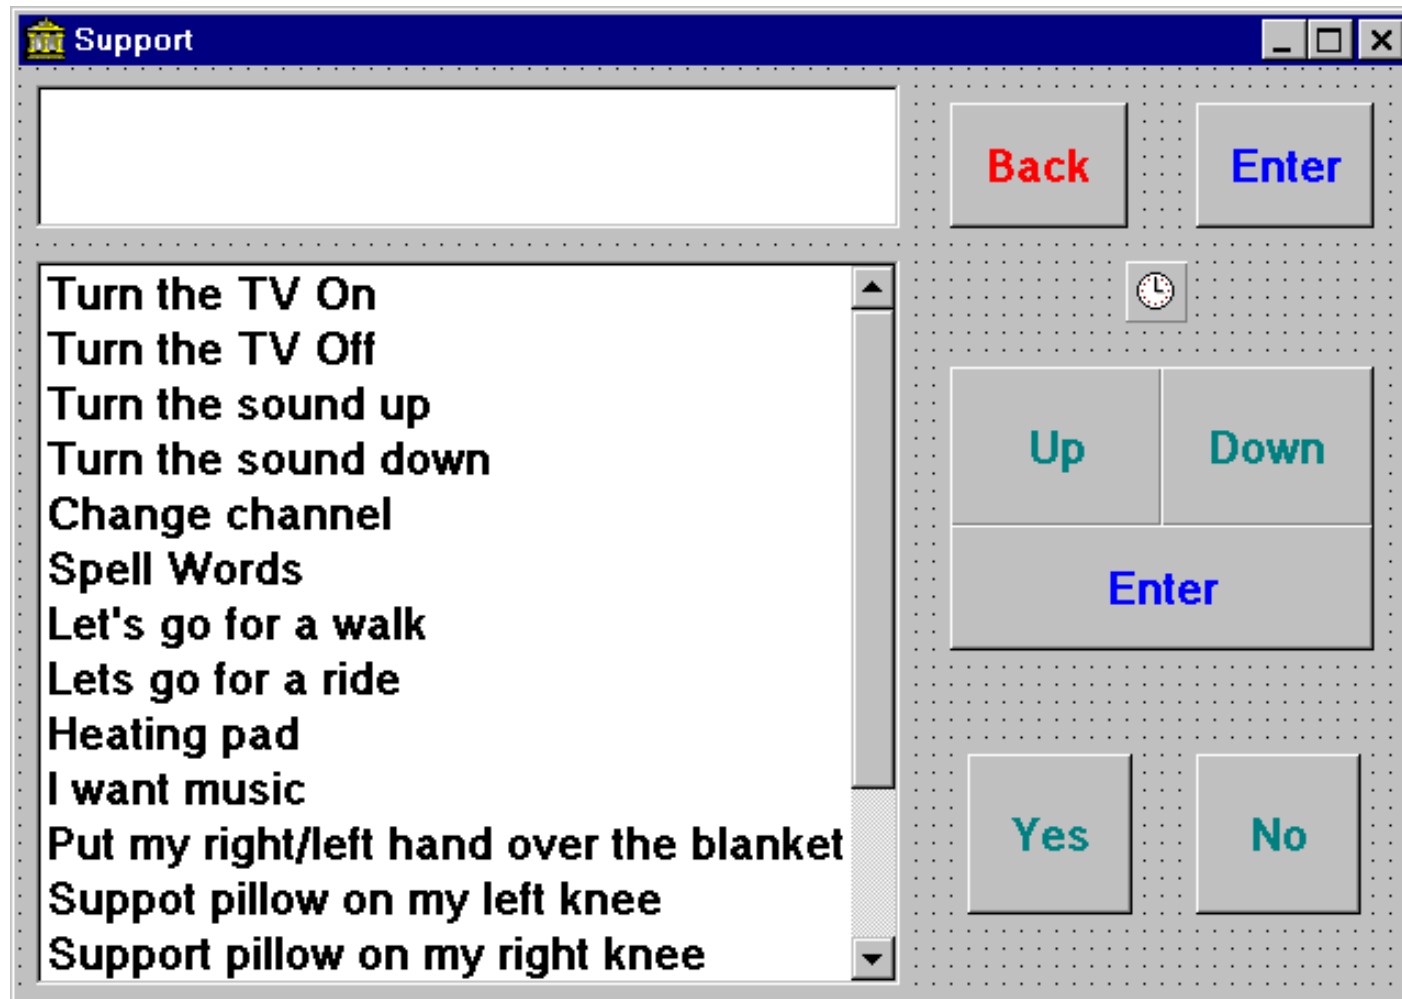 Support
Back
Enter
Turn the TV On
Turn the TV Off
Turn the sound up
Turn the sound down
Change channel
Spell Words
Let's go for a walk
Lets go for a ride
Heating pad
I want music
Put my right/left hand over the blanket
Suppot pillow on my left knee
Support pillow on my right knee
Up
Down
Enter
Yes
No